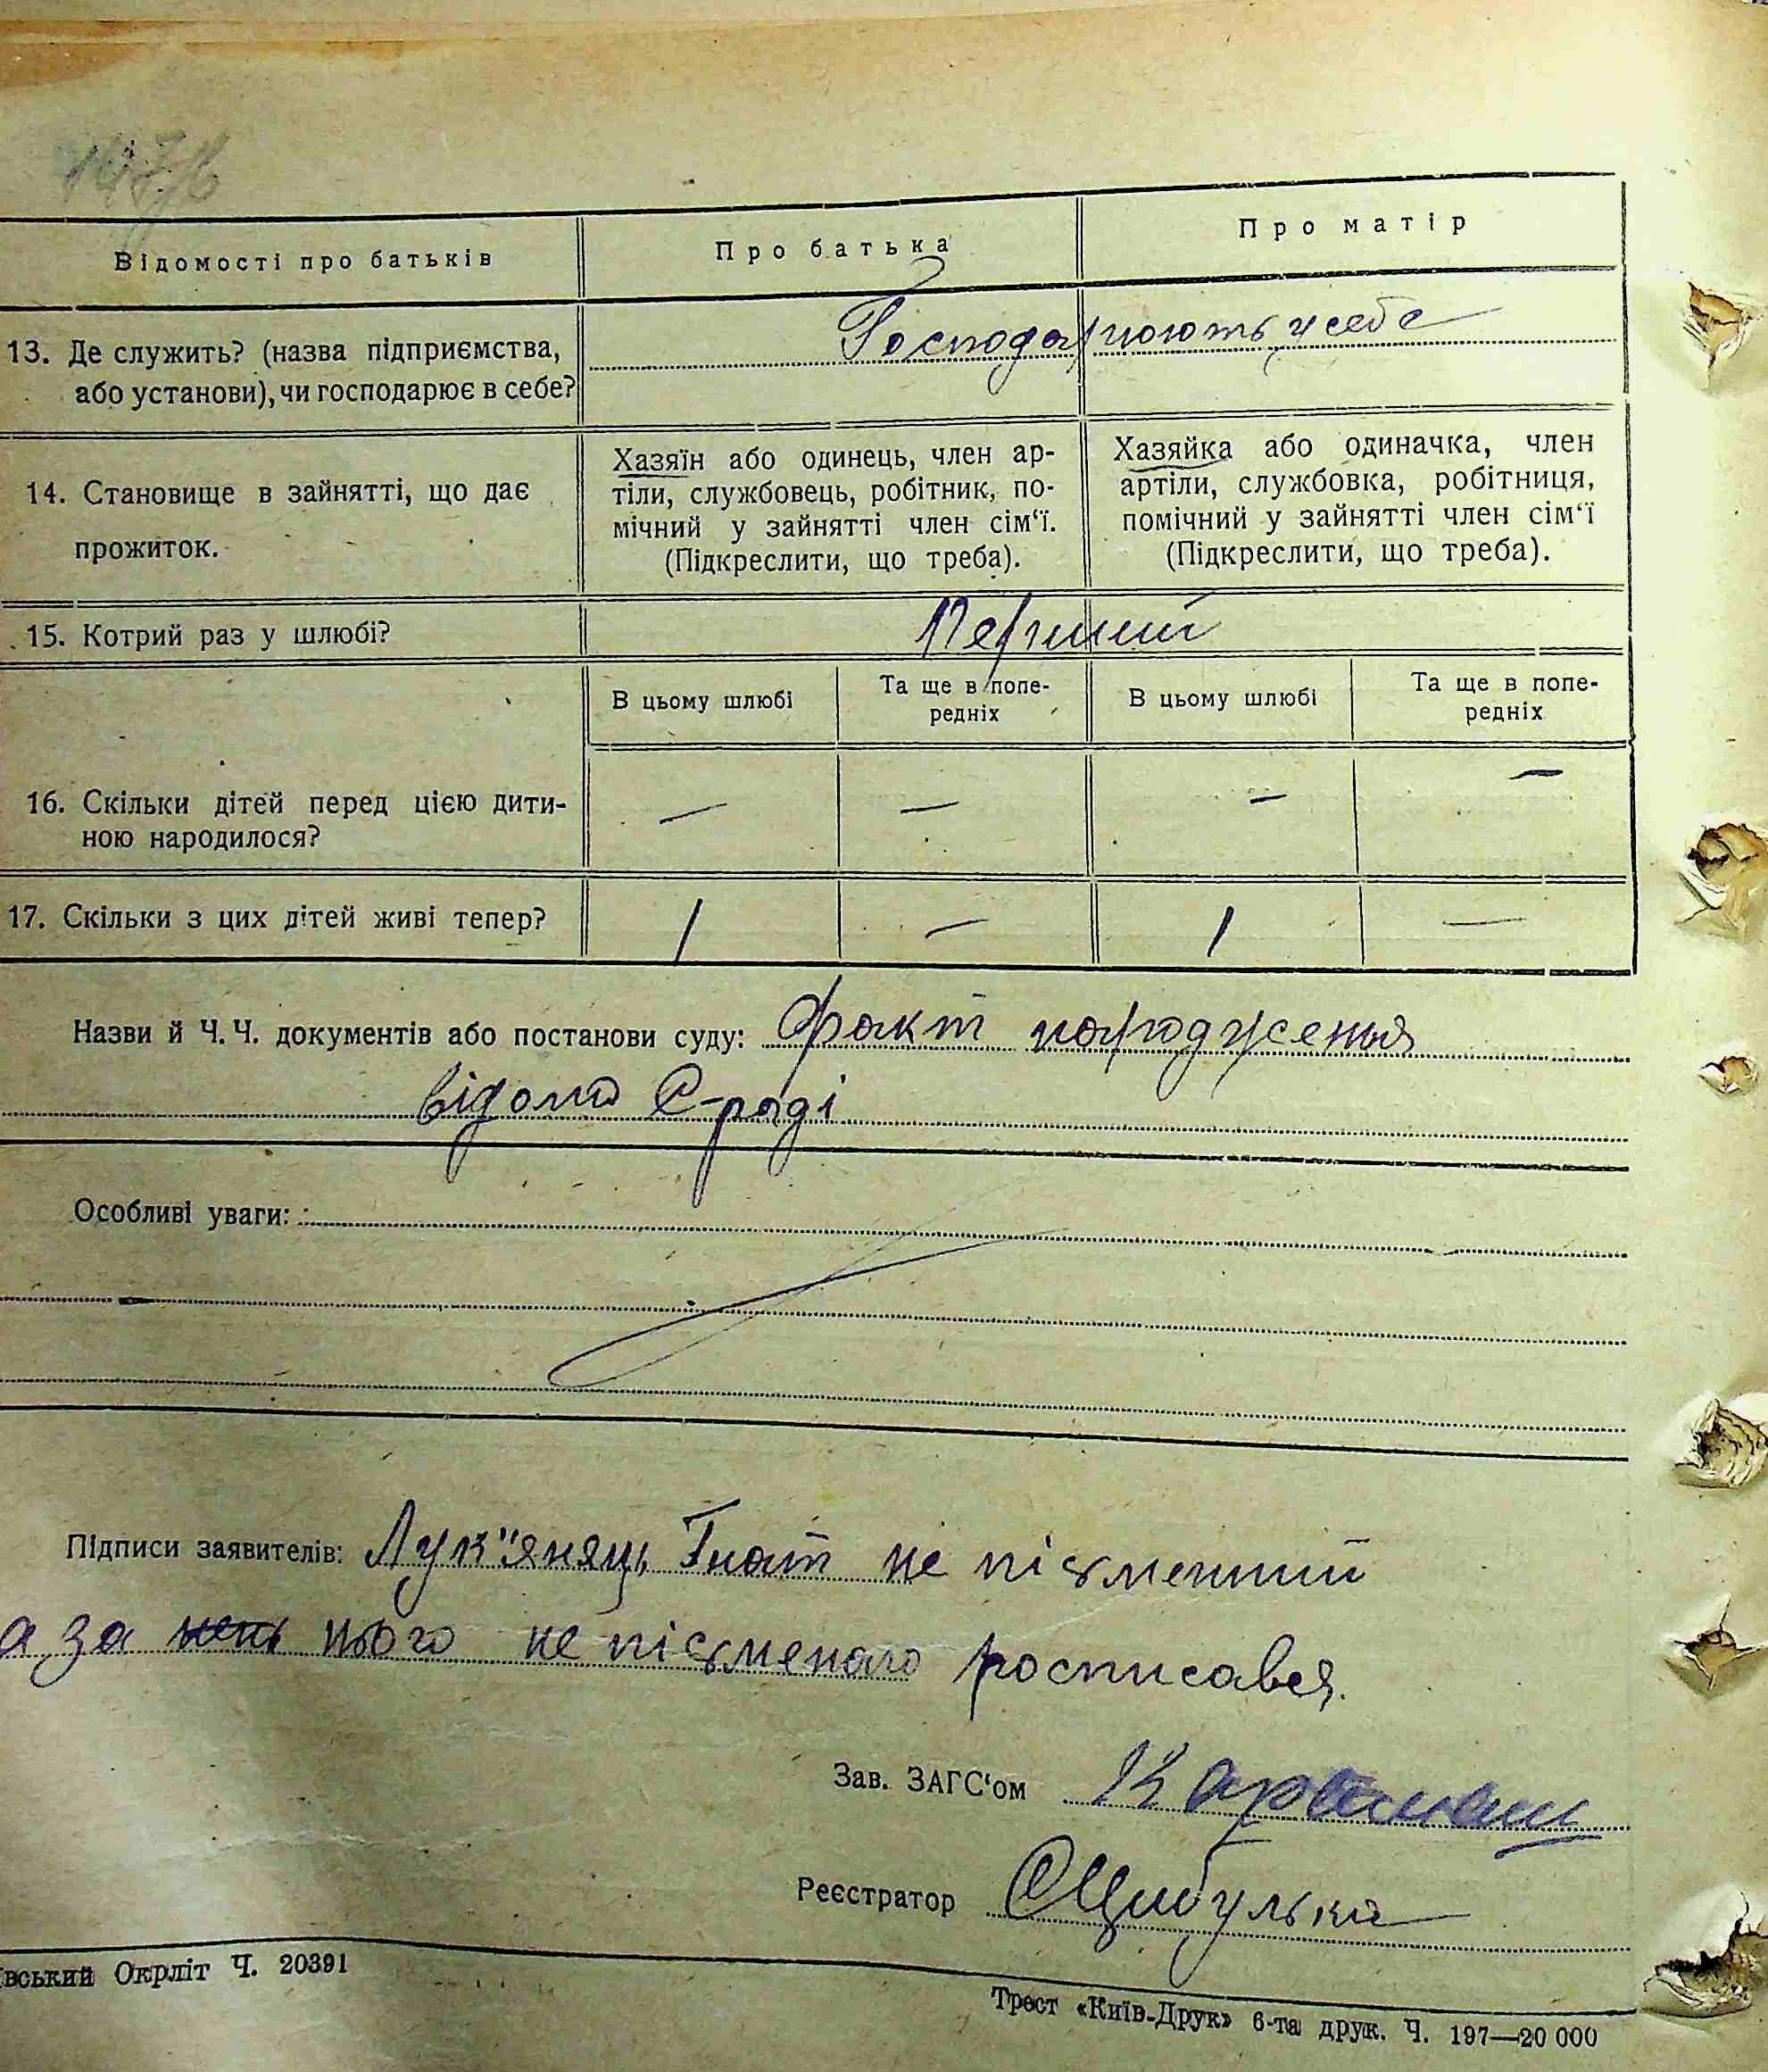 Відомості про батьків
Про батька
Про матір
13. Де служить? (назва підприємства,
або установи), чи господарює в себе?
Господарюють у себе
14. Становище в зайнятті, що дає
прожиток.
Хазяїн або одинець, член ар-
тіли, службовець, робітник, по-
мічний у зайнятті член сім‘ї.
(Підкреслити, що треба).
Хазяйка або одиначка, член
артіли, службовка, робітниця,
помічний у зайнятті член сім‘ї
(Підкреслити, що треба).
15. Котрий раз у шлюбі?
Перший
В цьому шлюбі
Та ще в попе-
редніх
В цьому шлюбі
Та ще в попе-
редніх
16. Скільки дітей перед цією дити-
ною народилося?
— — — —
17. Скільки з цих дітей живі тепер?
1 — 1 —
Назви й Ч. Ч. документів або постанови суду: Факт народження
відомо С-раді
Особливі уваги:
Підписи заявителів: Лук"янець Гнат не пісьменний
а за нень нього не пісьменого росписався.
Зав. ЗАГС‘ом
Реєстратор СЦибулька
ївський Окрліт Ч. 20391
Трест «Київ-Друк» 6-та друк. Ч. 197—20 000